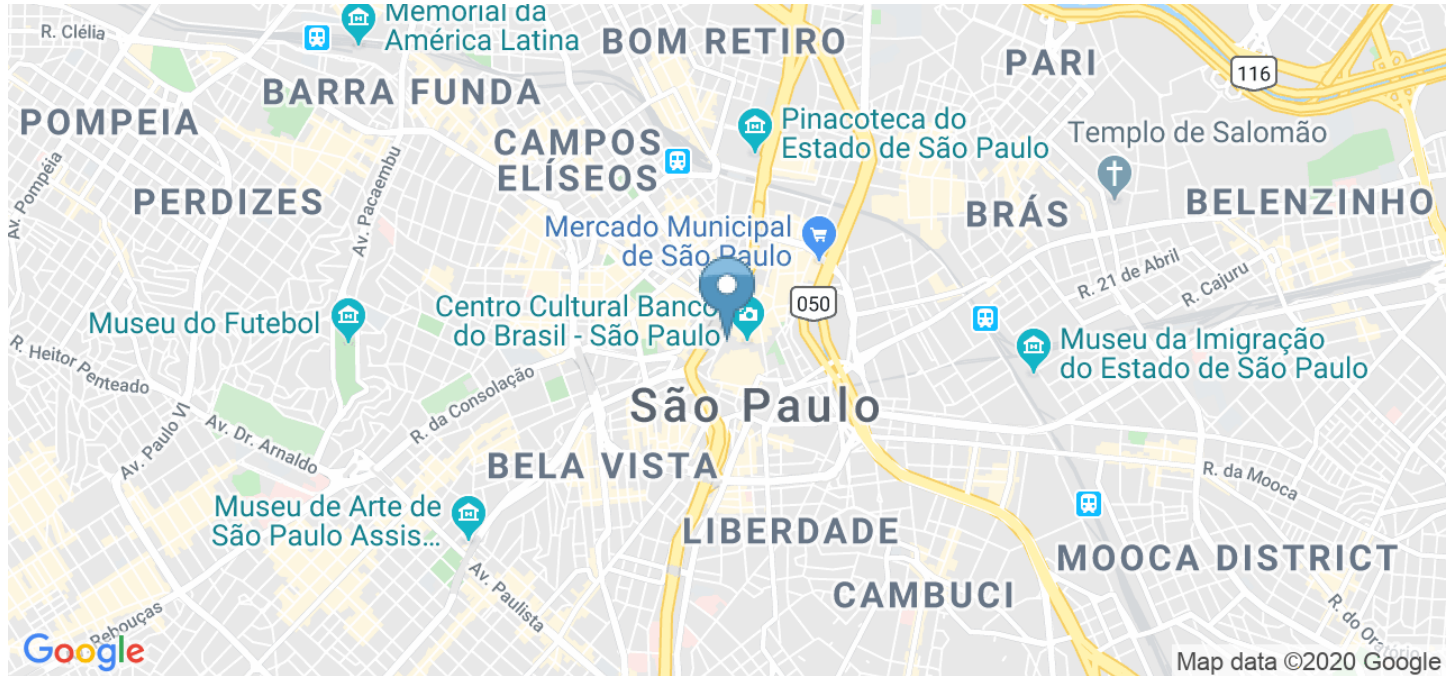 R. Clélia
Memorial da
América Latina
BOM RETIRO
PARI
116
BARRA FUNDA
POMPEIA
CAMPOS
ELÍSEOS
Pinacoteca do
Estado de São Paulo
Templo de Salomão
Av. Pompéia
PERDIZES
Av. Pacaembu
BRÁS
BELENZINHO
Mercado Municipal
de São Paulo
R. 21 de Abril
R. Cajuru
Centro Cultural Banco
do Brasil - São Paulo
050
Museu do Futebol
Museu da Imigração
do Estado de São Paulo
R. Heitor Penteado
R. da Consolação
São Paulo
Av. Paulo VI
Av. Dr. Arnaldo
BELA VISTA
R. da Mooca
Museu de Arte de
São Paulo Assis...
LIBERDADE
MOOCA DISTRICT
Av. Paulista
CAMBUCI
Rebouças
R. do Oratório
Google
Map data ©2020 Google